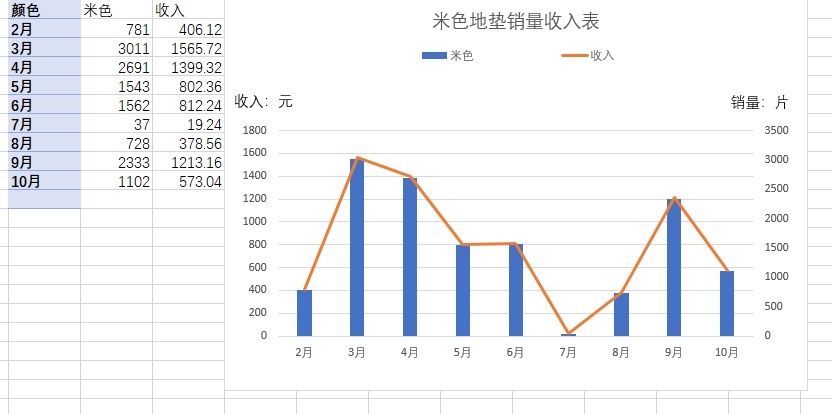 颜色 米色 收入
2月 781 406.12
3月 3011 1565.72
4月 2691 1399.32
5月 1543 802.36
6月 1562 812.24
7月 37 19.24
8月 728 378.56
9月 2333 1213.16
10月 1102 573.04
米色地垫销量收入表
米色 收入
收入：元 销量：片
1800 3500
1600 3000
1400 2500
1200 2000
1000 1500
800 1000
600 500
400 0
200
0
2月 3月 4月 5月 6月 7月 8月 9月 10月